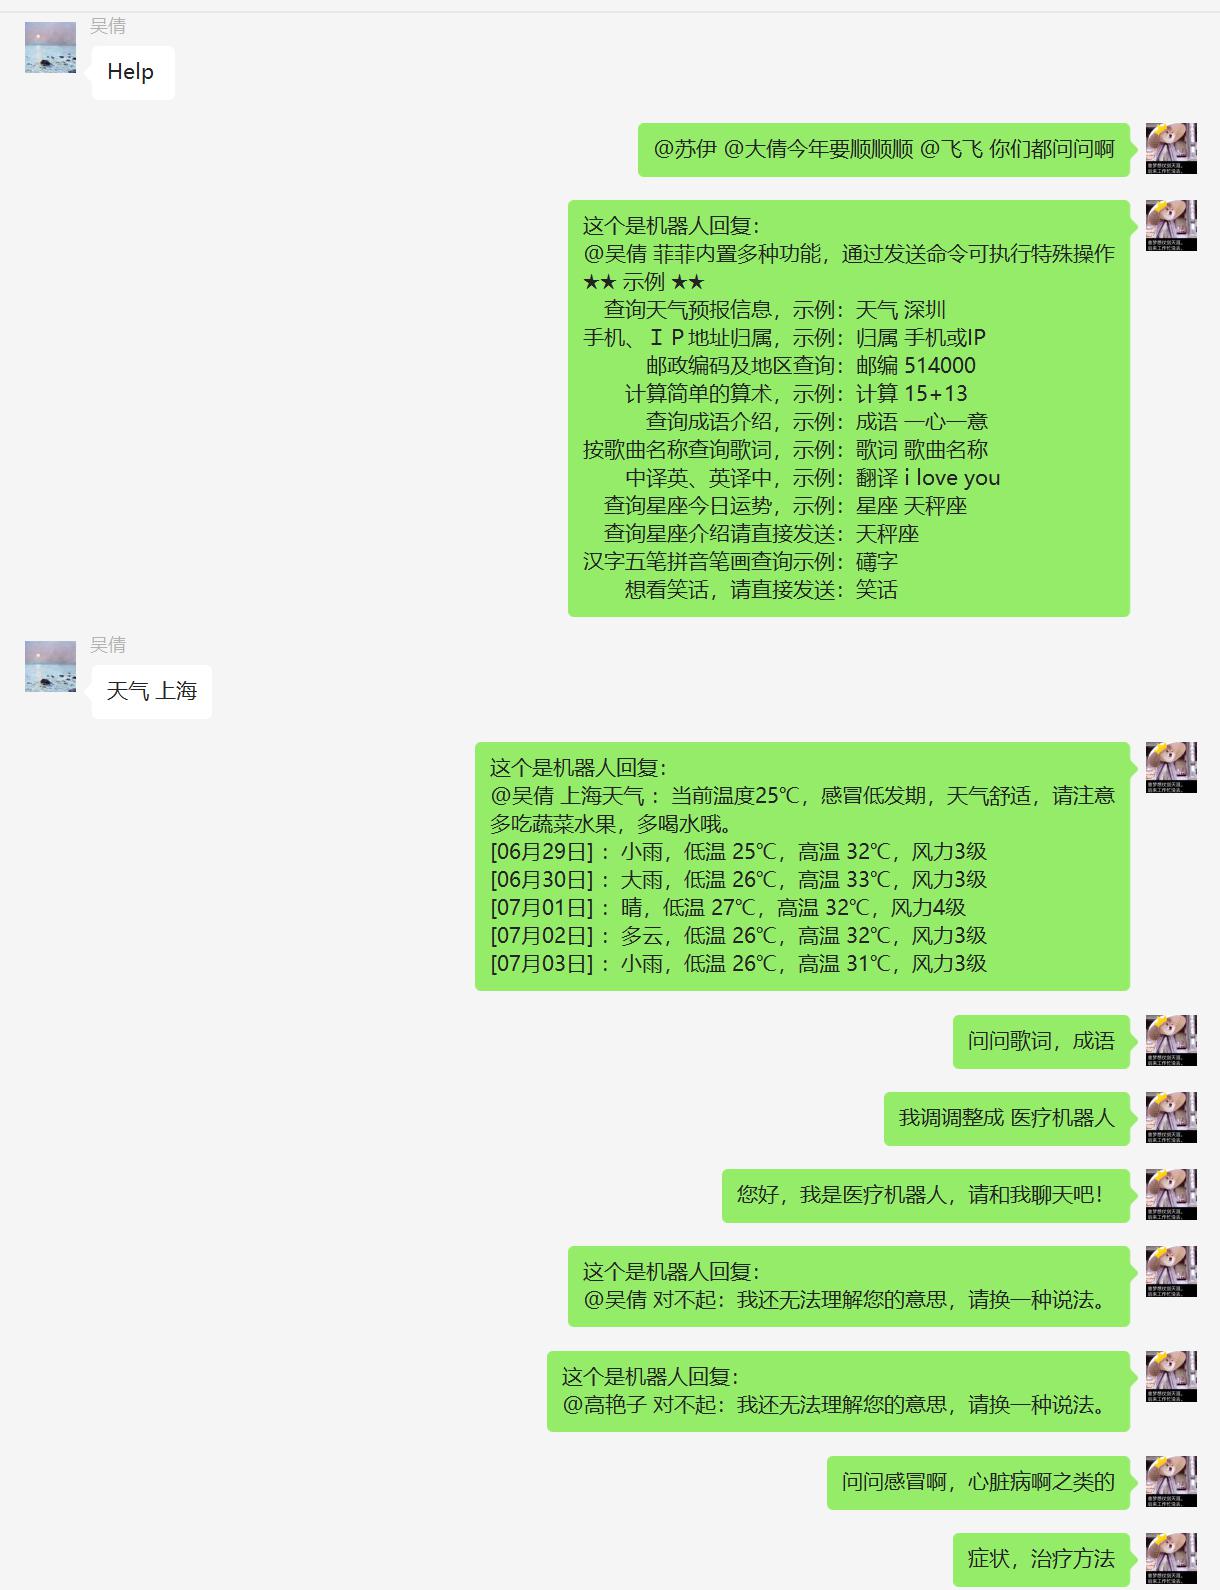 吴倩
Help
@苏伊 @大倩今年要顺顺顺 @飞飞 你们都问问啊
这个是机器人回复：
@吴倩 菲菲内置多种功能，通过发送命令可执行特殊操作
★★ 示例 ★★
查询天气预报信息，示例：天气 深圳
手机、ＩＰ地址归属，示例：归属 手机或IP
邮政编码及地区查询：邮编 514000
计算简单的算术，示例：计算 15+13
查询成语介绍，示例：成语 一心一意
按歌曲名称查询歌词，示例：歌词 歌曲名称
中译英、英译中，示例：翻译 i love you
查询星座今日运势，示例：星座 天秤座
查询星座介绍请直接发送：天秤座
汉字五笔拼音笔画查询示例：礴字
想看笑话，请直接发送：笑话
吴倩
天气 上海
这个是机器人回复：
@吴倩 上海天气 ：当前温度25℃，感冒低发期，天气舒适，请注意
多吃蔬菜水果，多喝水哦。
[06月29日] ：小雨，低温 25℃，高温 32℃，风力3级
[06月30日] ：大雨，低温 26℃，高温 33℃，风力3级
[07月01日] ：晴，低温 27℃，高温 32℃，风力4级
[07月02日] ：多云，低温 26℃，高温 32℃，风力3级
[07月03日] ：小雨，低温 26℃，高温 31℃，风力3级
问问歌词，成语
我调调整成 医疗机器人
您好，我是医疗机器人，请和我聊天吧！
这个是机器人回复：
@吴倩 对不起：我还无法理解您的意思，请换一种说法。
这个是机器人回复：
@高艳子 对不起：我还无法理解您的意思，请换一种说法。
问问感冒啊，心脏病啊之类的
症状，治疗方法